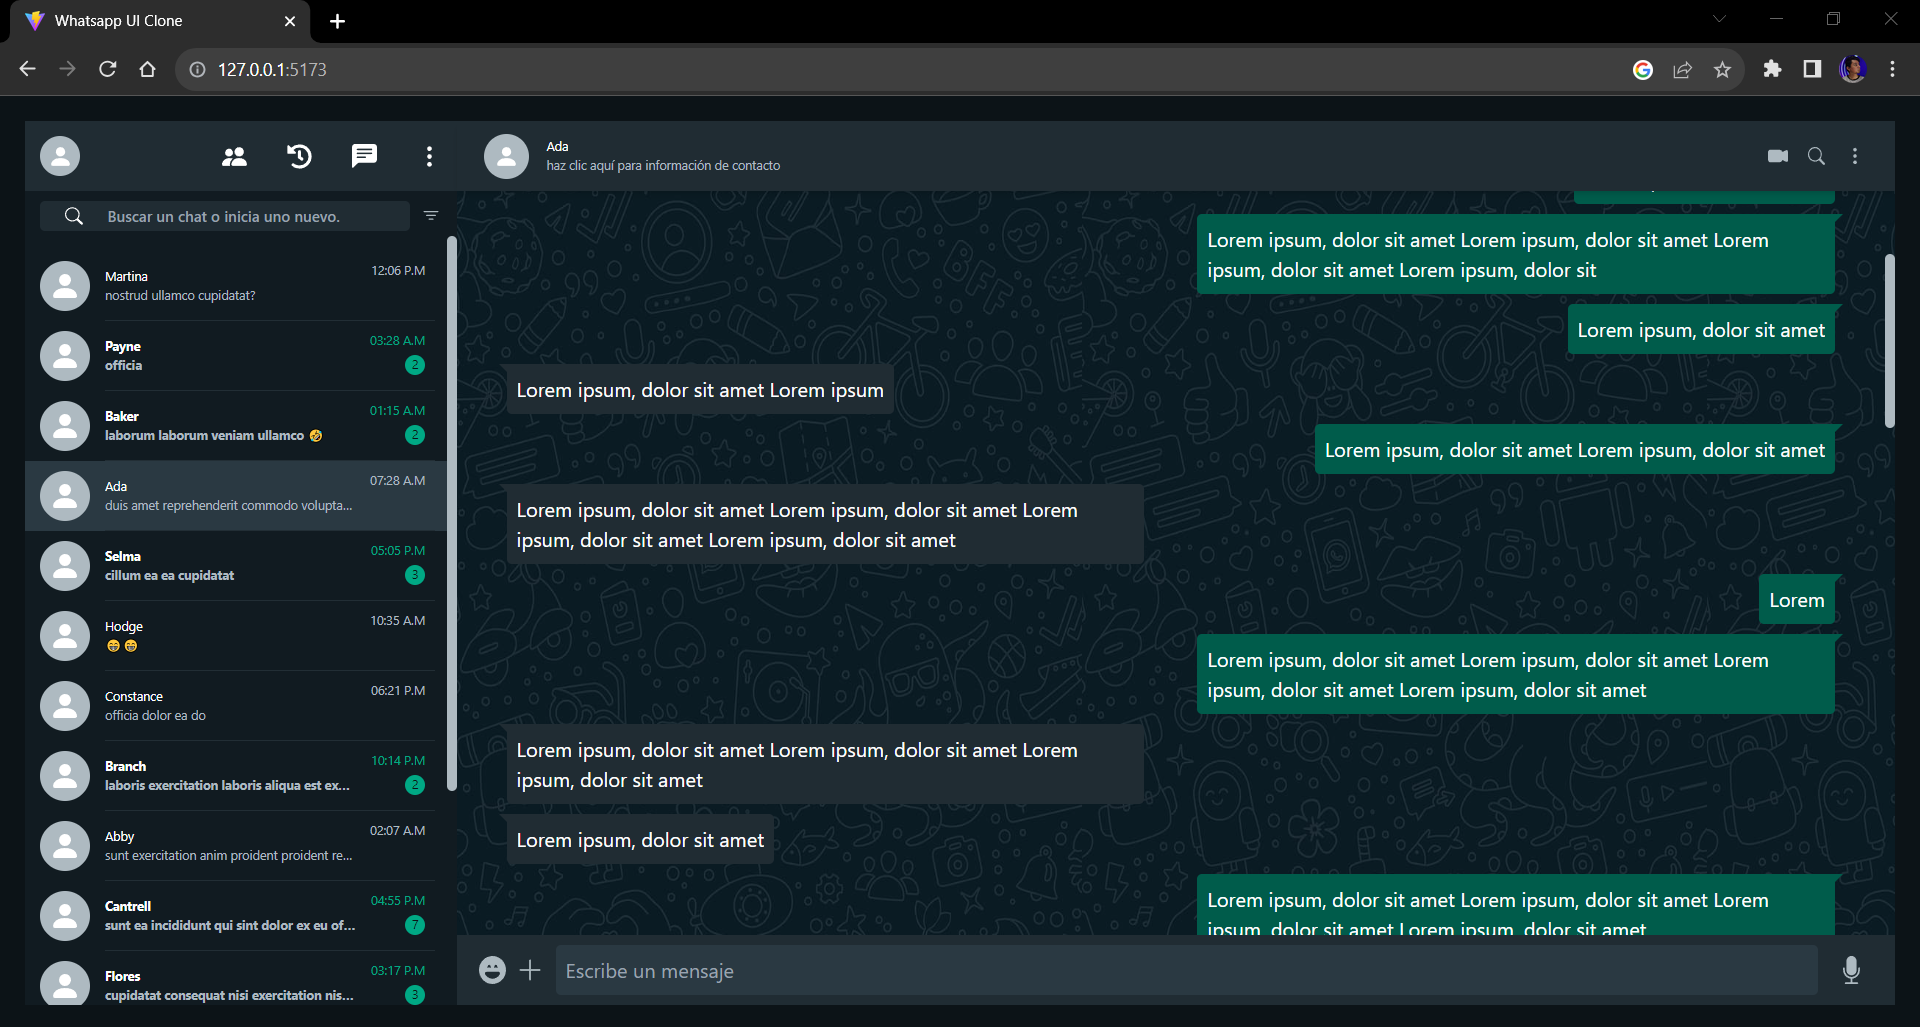 Whatsapp UI Clone
127.0.0.1:5173
Buscar un chat o inicia uno nuevo.
Martina
12:06 P.M
nostrud ullamco cupidatat?
Payne
03:28 A.M
officia
2
Baker
01:15 A.M
laborum laborum veniam ullamco 🤣
2
Ada
07:28 A.M
duis amet reprehenderit commodo volupta...
Selma
05:05 P.M
cillum ea ea cupidatat
3
Hodge
10:35 A.M
😁 😁
Constance
06:21 P.M
officia dolor ea do
Branch
10:14 P.M
laboris exercitation laboris aliqua est ex...
2
Abby
02:07 A.M
sunt exercitation anim proident proident re...
Cantrell
04:55 P.M
sunt ea incididunt qui sint dolor ex eu of...
7
Flores
03:17 P.M
cupidatat consequat nisi exercitation nis...
3
Ada
haz clic aquí para información de contacto
Lorem ipsum, dolor sit amet Lorem ipsum, dolor sit amet Lorem
ipsum, dolor sit amet Lorem ipsum, dolor sit
Lorem ipsum, dolor sit amet
Lorem ipsum, dolor sit amet Lorem ipsum
Lorem ipsum, dolor sit amet Lorem ipsum, dolor sit amet
Lorem ipsum, dolor sit amet Lorem ipsum, dolor sit amet Lorem
ipsum, dolor sit amet Lorem ipsum, dolor sit amet
Lorem
Lorem ipsum, dolor sit amet Lorem ipsum, dolor sit amet Lorem
ipsum, dolor sit amet Lorem ipsum, dolor sit amet
Lorem ipsum, dolor sit amet Lorem ipsum, dolor sit amet Lorem
ipsum, dolor sit amet
Lorem ipsum, dolor sit amet
Lorem ipsum, dolor sit amet Lorem ipsum, dolor sit amet Lorem
ipsum, dolor sit amet Lorem ipsum, dolor sit amet
Escribe un mensaje